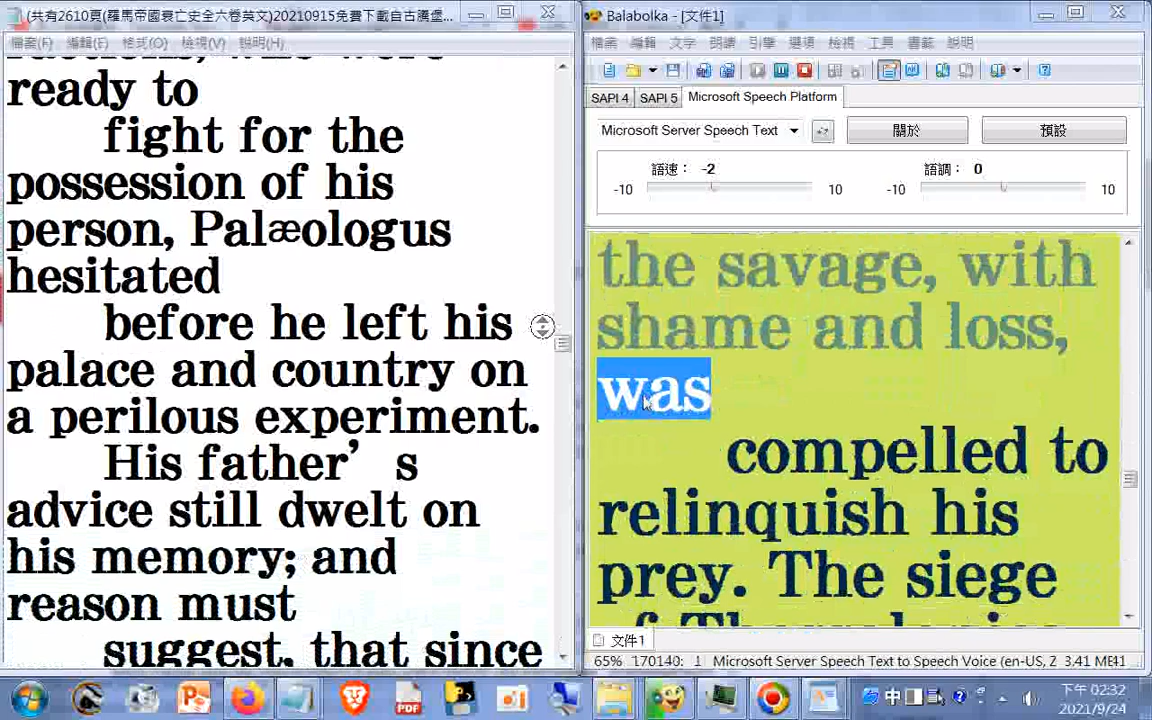 (共有2610頁(羅馬帝國衰亡史全六卷英文)20210915免費下載自古騰堡...
檔案(F) 編輯(E) 格式(O) 檢視(V) 說明(H)
ready to
fight for the
possession of his
person, Palæologus
hesitated
before he left his
palace and country on
a perilous experiment.
His father’ s
advice still dwelt on
his memory; and
reason must
suggest, that since
Balabolka - [文件1]
檔案 編輯 文字 朗讀 引擎 選項 檢視 工具 書籤 說明
SAPI 4 SAPI 5 Microsoft Speech Platform
Microsoft Server Speech Text 關於 預設
語速： -2 語調： 0
-10 10 -10 10
the savage, with
shame and loss,
was
compelled to
relinquish his
prey. The siege
of Thessalonica
文件1
65% 170140: 1 Microsoft Server Speech Text to Speech Voice (en-US, Z 3,41 ME41
PDF
中
下午 02:32
2021/9/24